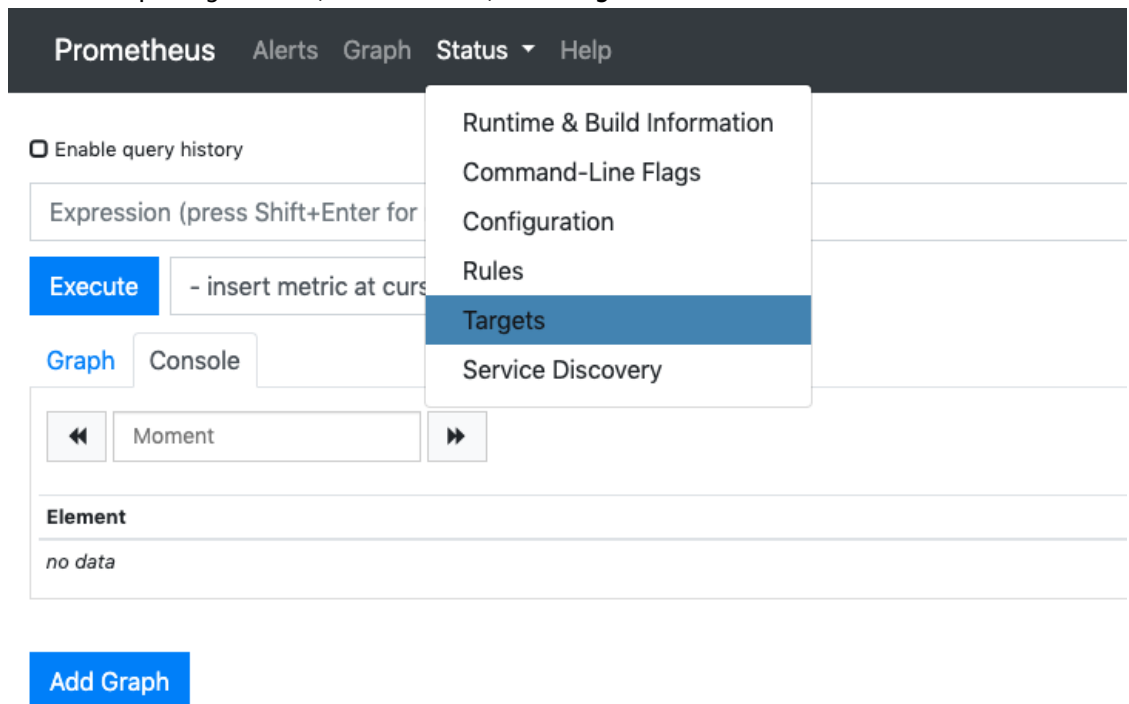 Prometheus Alerts Graph Status Help
Runtime & Build Information
Command-Line Flags
Configuration
Rules
Targets
Service Discovery
Enable query history
Expression (press Shift+Enter for
Execute - insert metric at curs
Graph Console
Moment
Element
no data
Add Graph